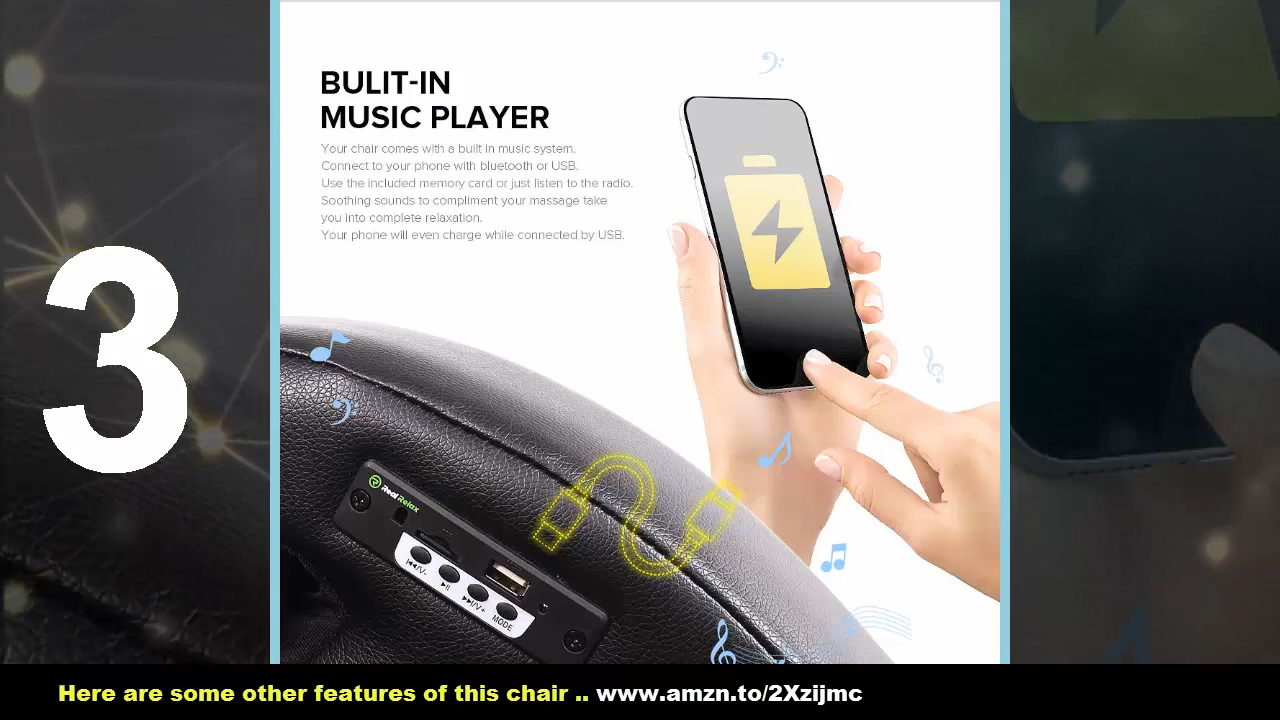 BULIT-IN
MUSIC PLAYER
Your chair comes with a built in music system.
Connect to your phone with bluetooth or USB.
Use the included memory card or just listen to the radio.
Soothing sounds to compliment your massage take
you into complete relaxation.
Your phone will even charge while connected by USB.
3
Real Relax
I◀◀/V-
▶II
▶▶I/V+
MODE
Here are some other features of this chair .. www.amzn.to/2Xzijmc